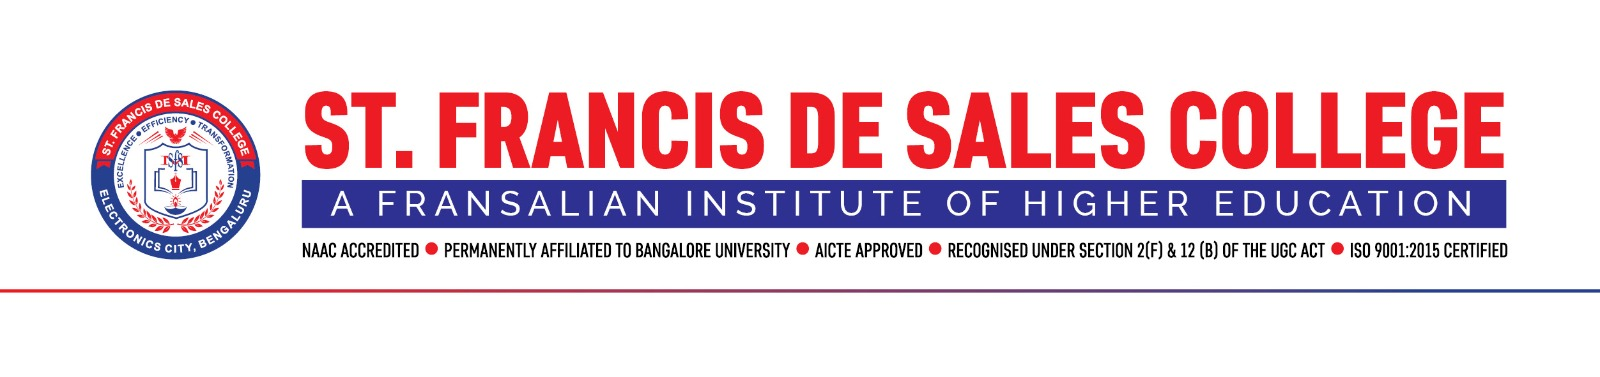 ST. FRANCIS DE SALES COLLEGE
EXCELLENCE ● EFFICIENCY ● TRANSFORMATION
ELECTRONICS CITY, BENGALURU
ST. FRANCIS DE SALES COLLEGE
A FRANSALIAN INSTITUTE OF HIGHER EDUCATION
NAAC ACCREDITED ● PERMANENTLY AFFILIATED TO BANGALORE UNIVERSITY ● AICTE APPROVED ● RECOGNISED UNDER SECTION 2(F) & 12 (B) OF THE UGC ACT ● ISO 9001:2015 CERTIFIED